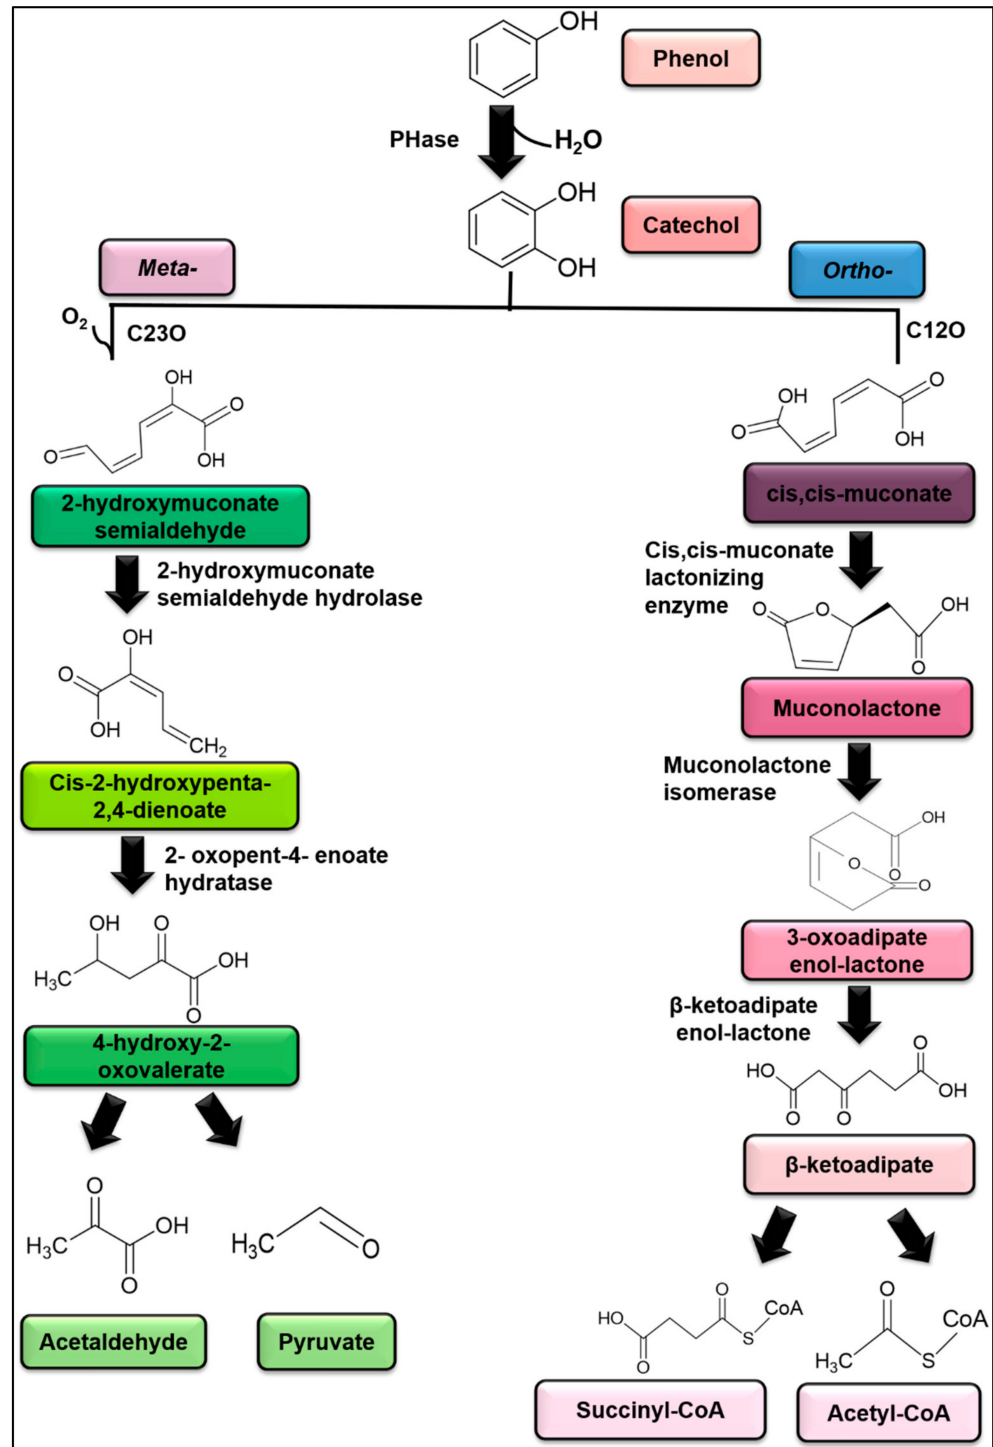 OH
Phenol
PHase
H2O
OH
OH
Catechol
Meta-
Ortho-
O2
C23O
C12O
OH
O
O
OH
OH
O
O
OH
2-hydroxymuconate
semialdehyde
cis,cis-muconate
2-hydroxymuconate
semialdehyde hydrolase
Cis,cis-muconate
lactonizing
enzyme
OH
O
OH
CH2
O
O
OH
O
Cis-2-hydroxypenta-
2,4-dienoate
Muconolactone
2- oxopent-4- enoate
hydratase
Muconolactone
isomerase
OH
O
H3C
OH
O
OH
O
O
O
4-hydroxy-2-
oxovalerate
3-oxoadipate
enol-lactone
β-ketoadipate
enol-lactone
HO
O
O
O
OH
β-ketoadipate
O
H3C
OH
O
H3C
O
HO
O
O
S
CoA
O
H3C
S
CoA
Acetaldehyde
Pyruvate
Succinyl-CoA
Acetyl-CoA